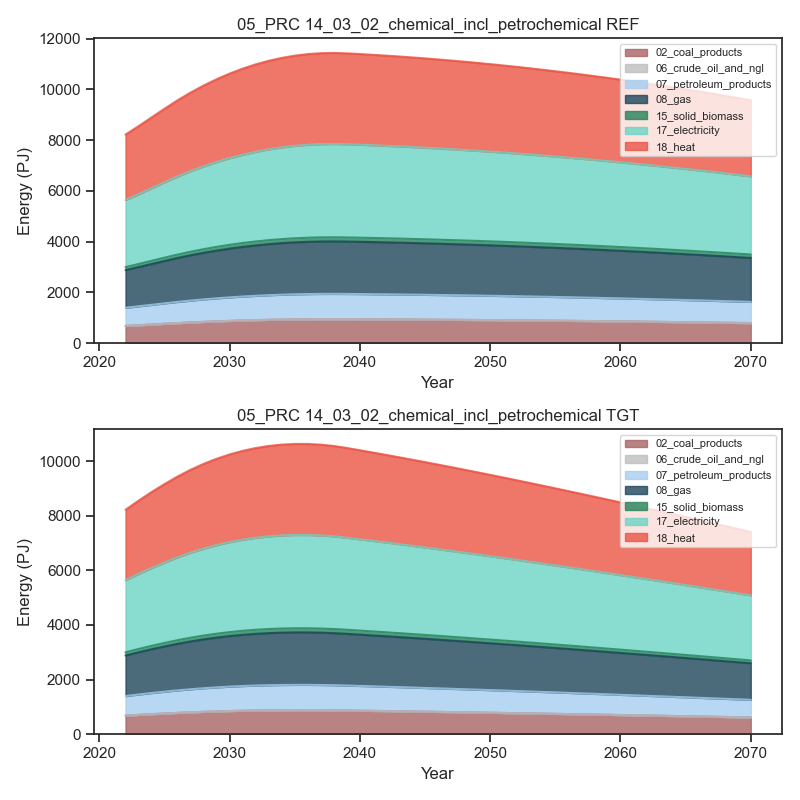 05_PRC 14_03_02_chemical_incl_petrochemical REF
12000
10000
8000
6000
4000
2000
0
Energy (PJ)
02_coal_products
06_crude_oil_and_ngl
07_petroleum_products
08_gas
15_solid_biomass
17_electricity
18_heat
2020 2030 2040 2050 2060 2070
Year
05_PRC 14_03_02_chemical_incl_petrochemical TGT
10000
8000
6000
4000
2000
0
Energy (PJ)
02_coal_products
06_crude_oil_and_ngl
07_petroleum_products
08_gas
15_solid_biomass
17_electricity
18_heat
2020 2030 2040 2050 2060 2070
Year